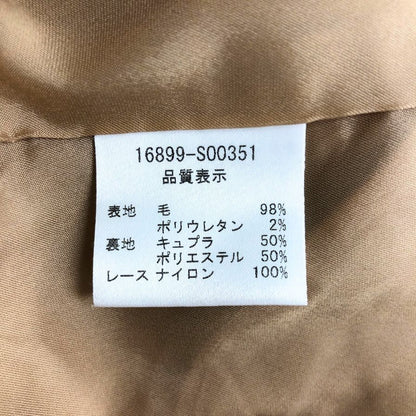 16899-S00351
品質表示
表地 毛 98%
ポリウレタン 2%
裏地 キュプラ 50%
ポリエステル 50%
レース ナイロン 100%